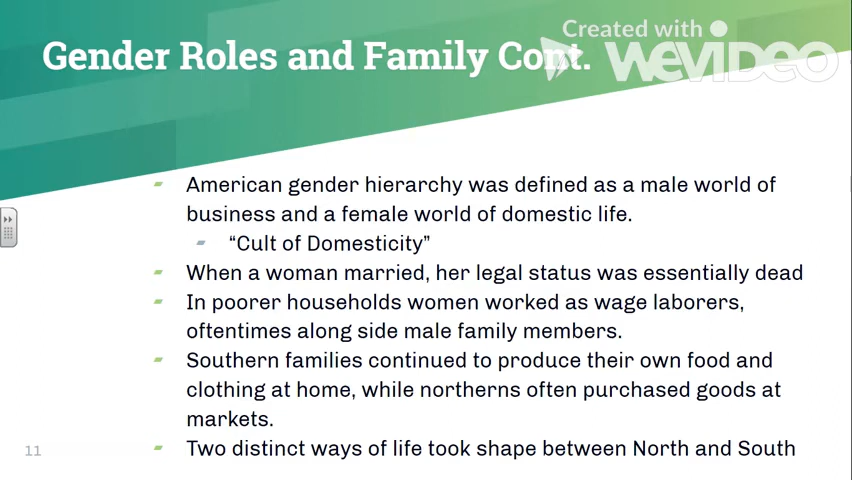 Created with
WeVIDEO
Gender Roles and Family Cont.
American gender hierarchy was defined as a male world of
business and a female world of domestic life.
“Cult of Domesticity”
When a woman married, her legal status was essentially dead
In poorer households women worked as wage laborers,
oftentimes along side male family members.
Southern families continued to produce their own food and
clothing at home, while northerns often purchased goods at
markets.
Two distinct ways of life took shape between North and South
11